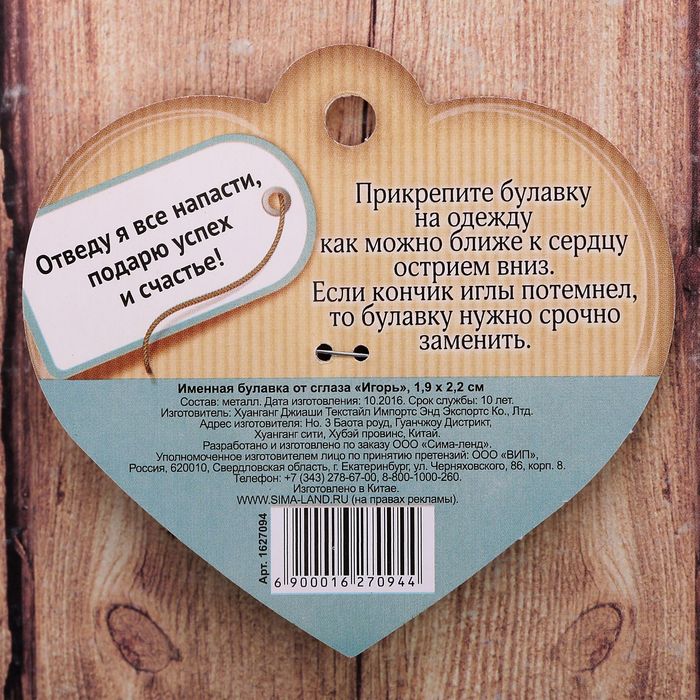 Отведу я все напасти,
подарю успех
и счастье!
Прикрепите булавку
на одежду
как можно ближе к сердцу
острием вниз.
Если кончик иглы потемнел,
то булавку нужно срочно
заменить.
Именная булавка от сглаза «Игорь», 1,9 х 2,2 см
Состав: металл. Дата изготовления: 10.2016. Срок службы: 10 лет.
Изготовитель: Хуанганг Джиаши Текстайл Импортс Энд Экспортс Ко., Лтд.
Адрес изготовителя: Но. 3 Баота роуд, Гуанчжоу Дистрикт,
Хуанганг сити, Хубэй провинс, Китай.
Разработано и изготовлено по заказу ООО «Сима-ленд».
Уполномоченное изготовителем лицо по принятию претензий: ООО «ВИП»,
Россия, 620010, Свердловская область, г. Екатеринбург, ул. Черняховского, 86, корп. 8.
Телефон: +7 (343) 278-67-00, 8-800-1000-260.
Изготовлено в Китае.
WWW.SIMA-LAND.RU (на правах рекламы).
Арт. 1627094
6 900016 270944